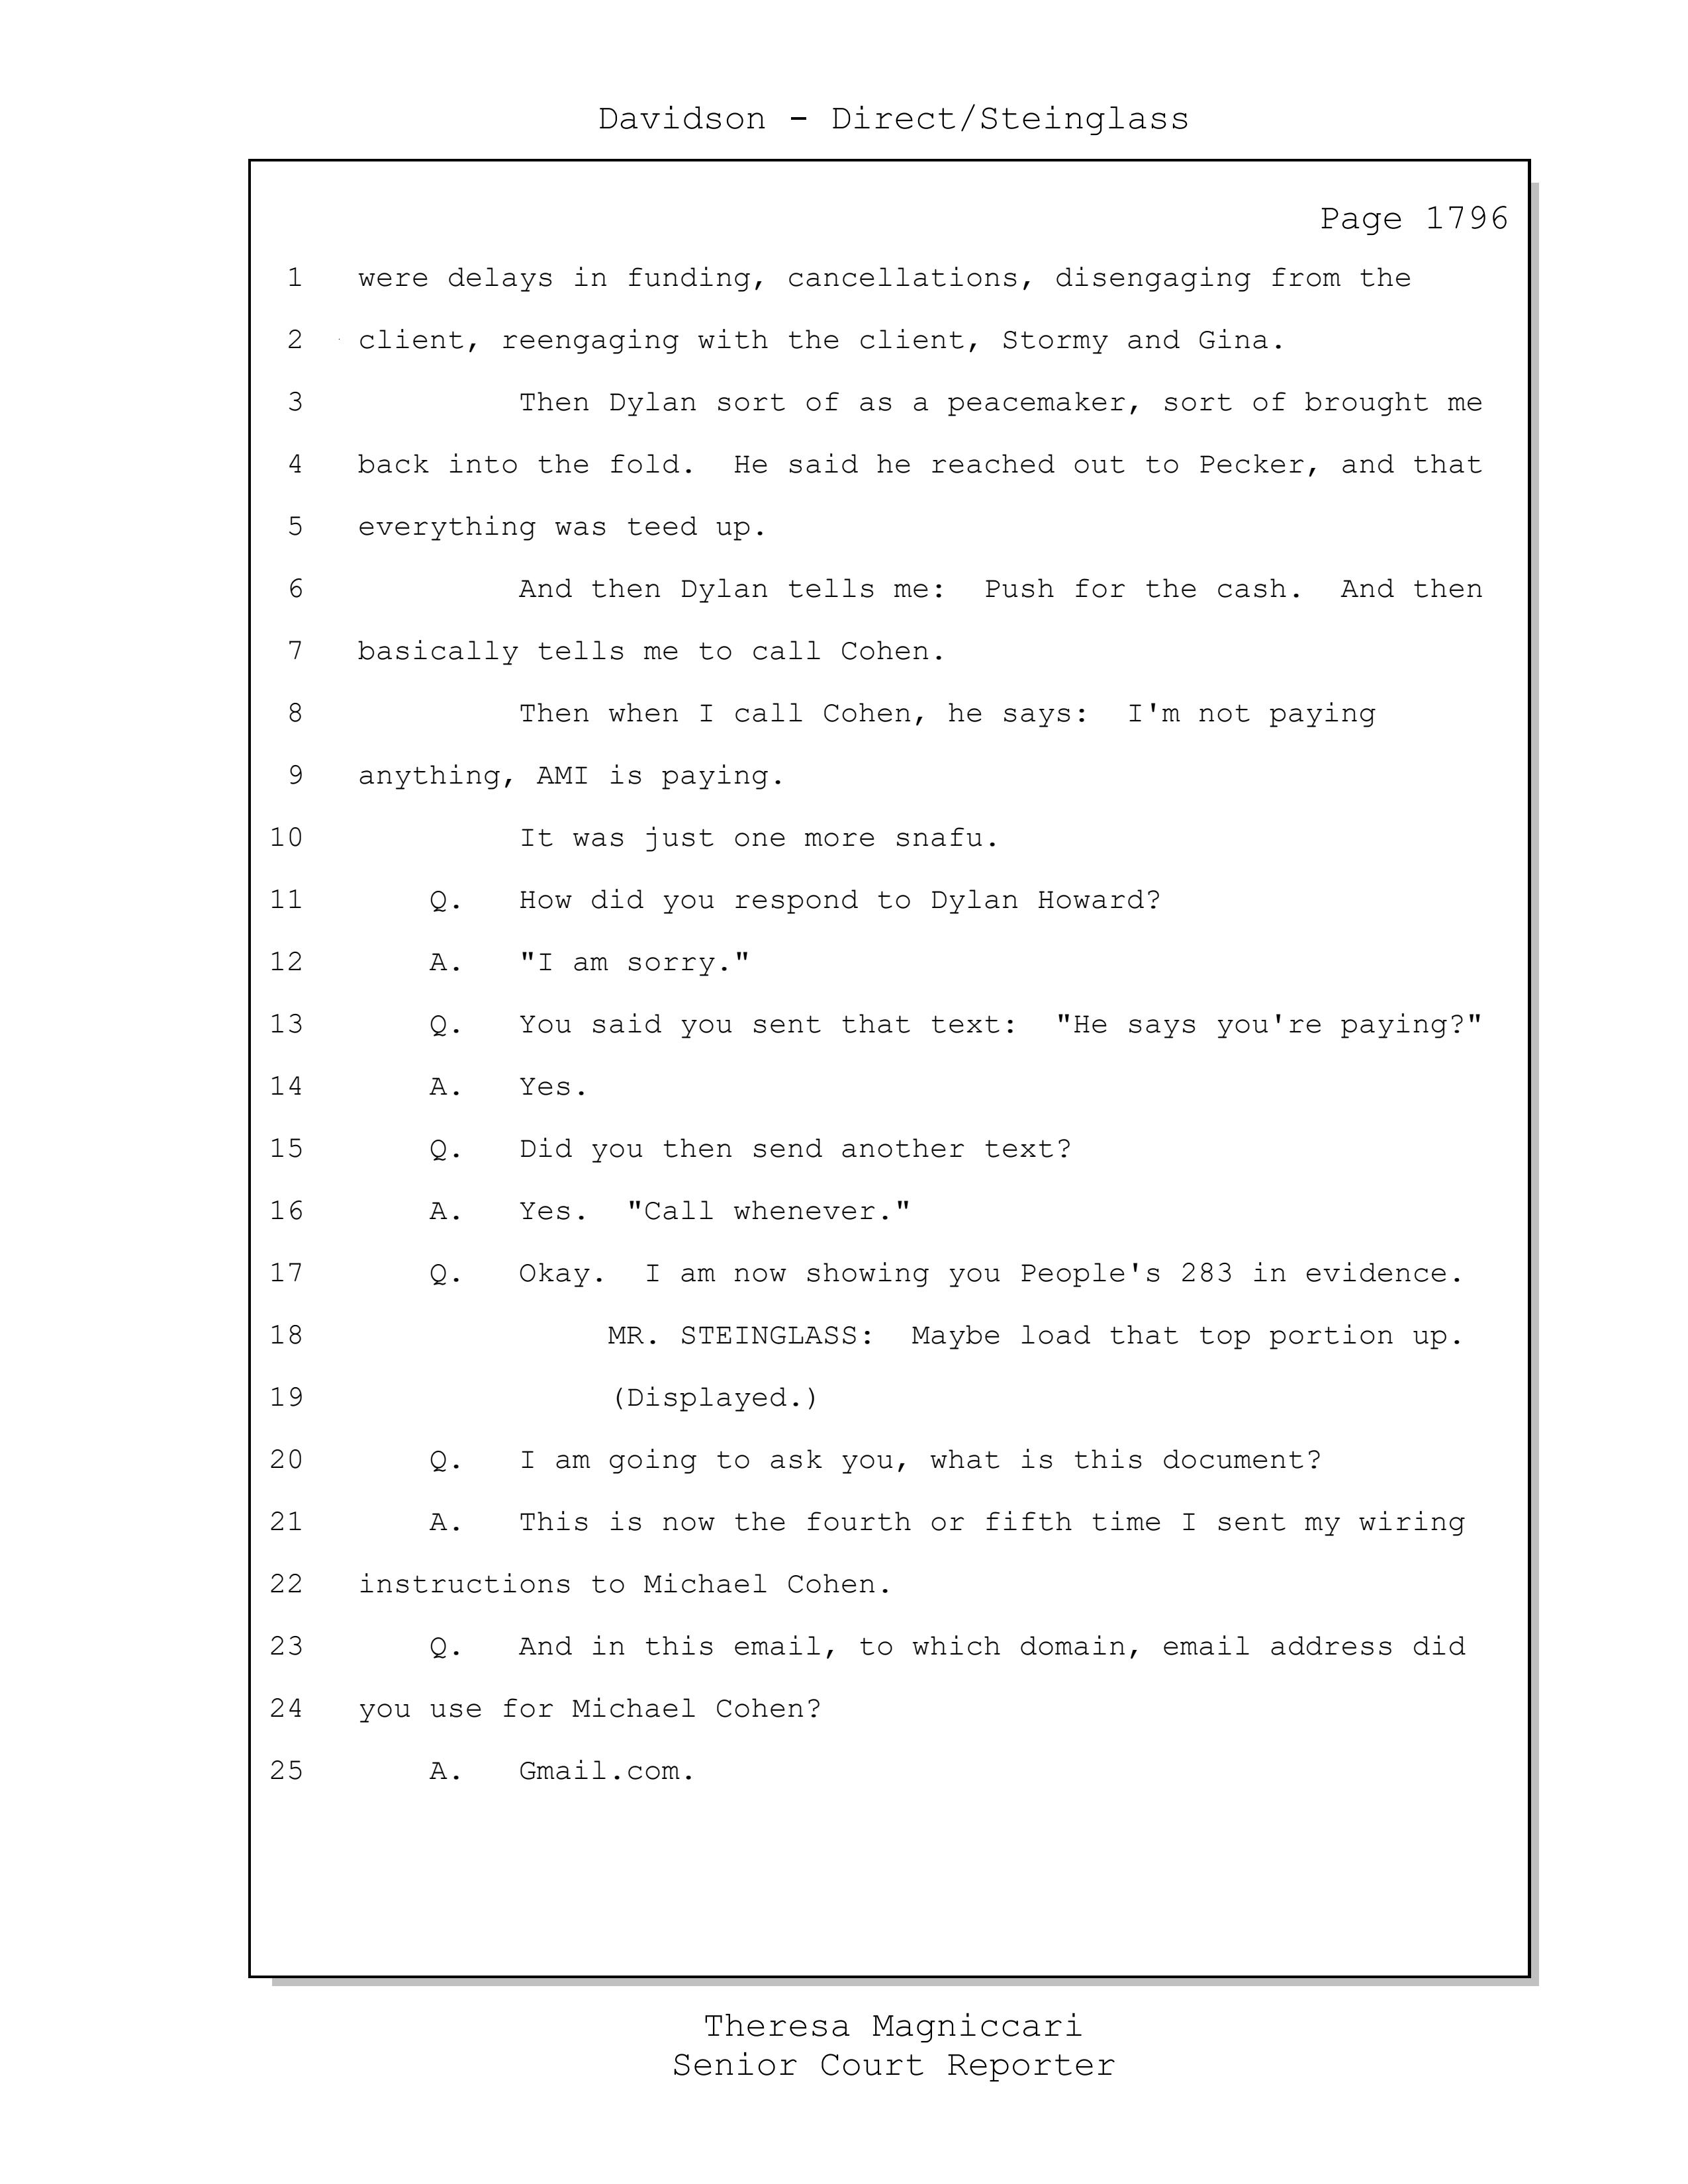 Davidson - Direct/Steinglass
Page 1796
1 were delays in funding, cancellations, disengaging from the
2 client, reengaging with the client, Stormy and Gina.
3 Then Dylan sort of as a peacemaker, sort of brought me
4 back into the fold. He said he reached out to Pecker, and that
5 everything was teed up.
6 And then Dylan tells me: Push for the cash. And then
7 basically tells me to call Cohen.
8 Then when I call Cohen, he says: I'm not paying
9 anything, AMI is paying.
10 It was just one more snafu.
11 Q. How did you respond to Dylan Howard?
12 A. "I am sorry."
13 Q. You said you sent that text: "He says you're paying?"
14 A. Yes.
15 Q. Did you then send another text?
16 A. Yes. "Call whenever."
17 Q. Okay. I am now showing you People's 283 in evidence.
18 MR. STEINGLASS: Maybe load that top portion up.
19 (Displayed.)
20 Q. I am going to ask you, what is this document?
21 A. This is now the fourth or fifth time I sent my wiring
22 instructions to Michael Cohen.
23 Q. And in this email, to which domain, email address did
24 you use for Michael Cohen?
25 A. Gmail.com.
Theresa Magniccari
Senior Court Reporter